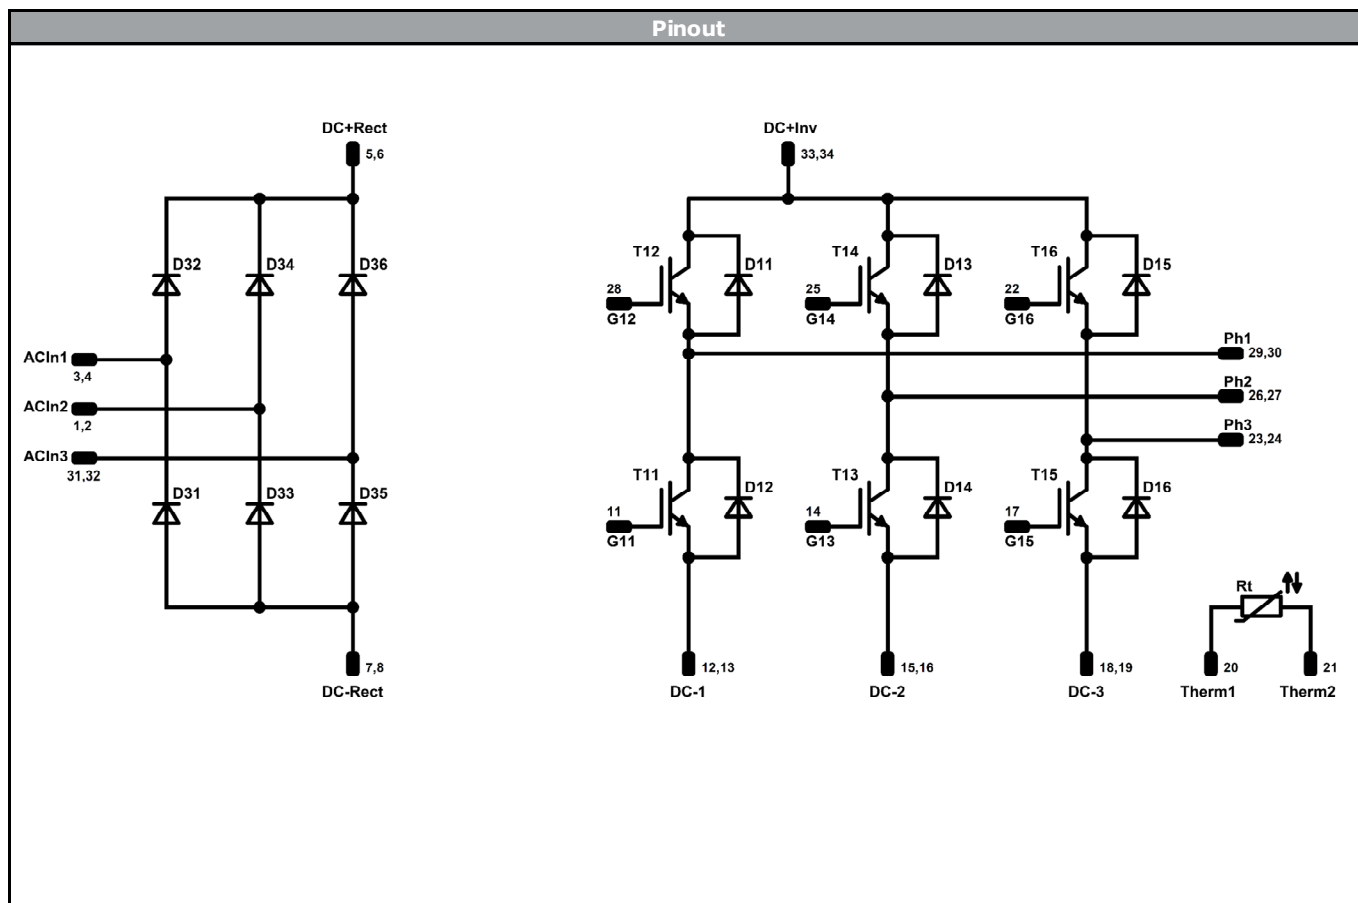 Pinout
DC+Rect
5,6
DC+Inv
33,34
D32
D34
D36
T12
D11
T14
D13
T16
D15
28
G12
25
G14
22
G16
ACIn1
3,4
ACIn2
1,2
ACIn3
31,32
Ph1
29,30
Ph2
26,27
Ph3
23,24
D31
D33
D35
T11
D12
T13
D14
T15
D16
11
G11
14
G13
17
G15
Rt
7,8
DC-Rect
12,13
DC-1
15,16
DC-2
18,19
DC-3
20
Therm1
21
Therm2